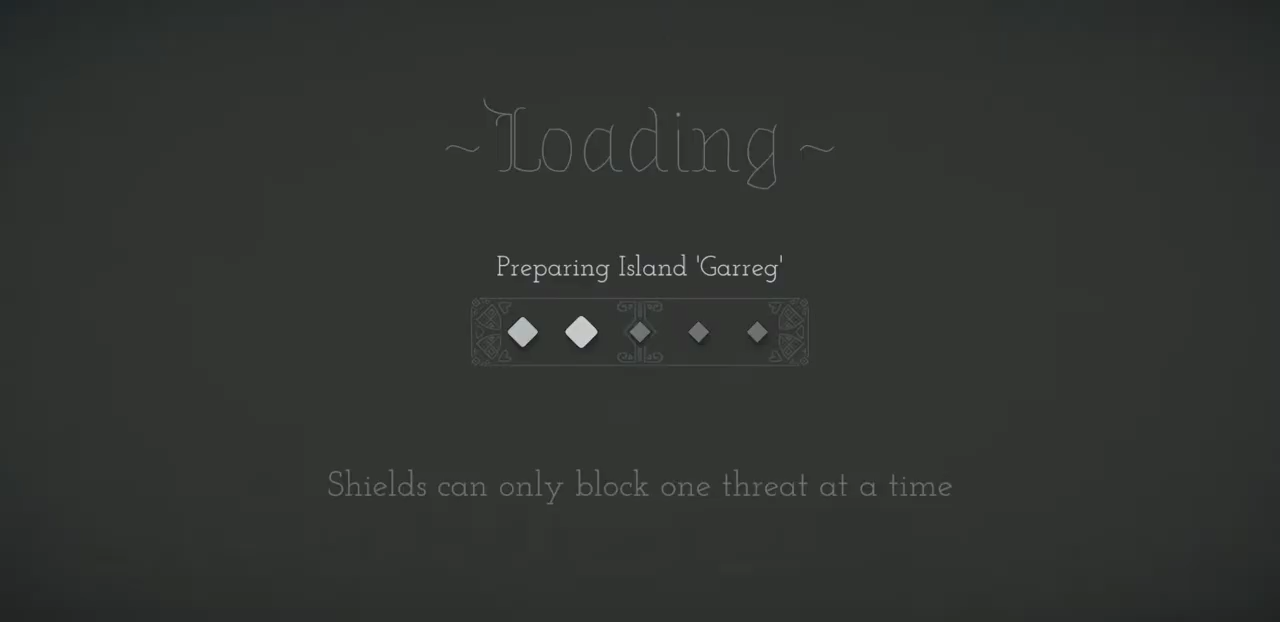 ~ Loading ~
Preparing Island 'Garreg'
Shields can only block one threat at a time